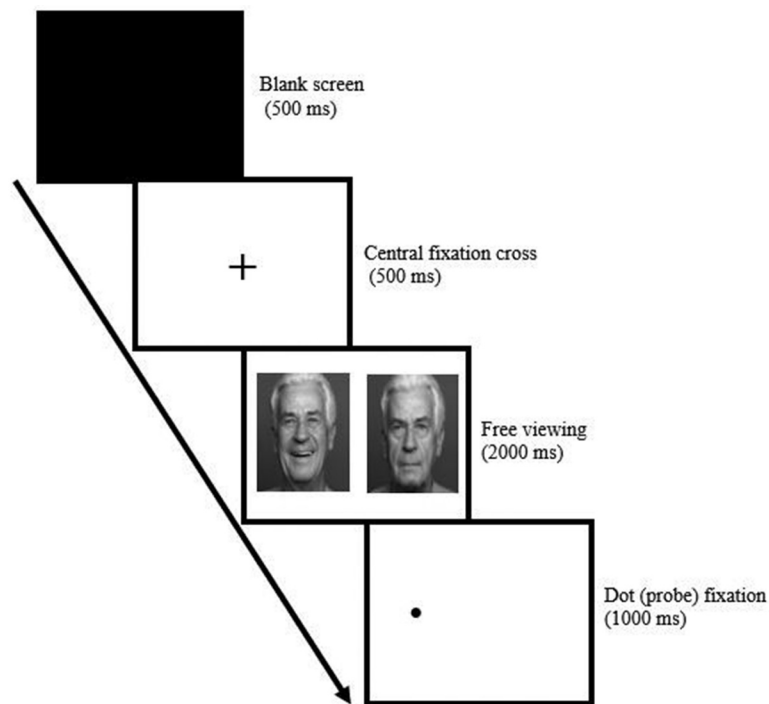 Blank screen
(500 ms)
Central fixation cross
(500 ms)
Free viewing
(2000 ms)
Dot (probe) fixation
(1000 ms)